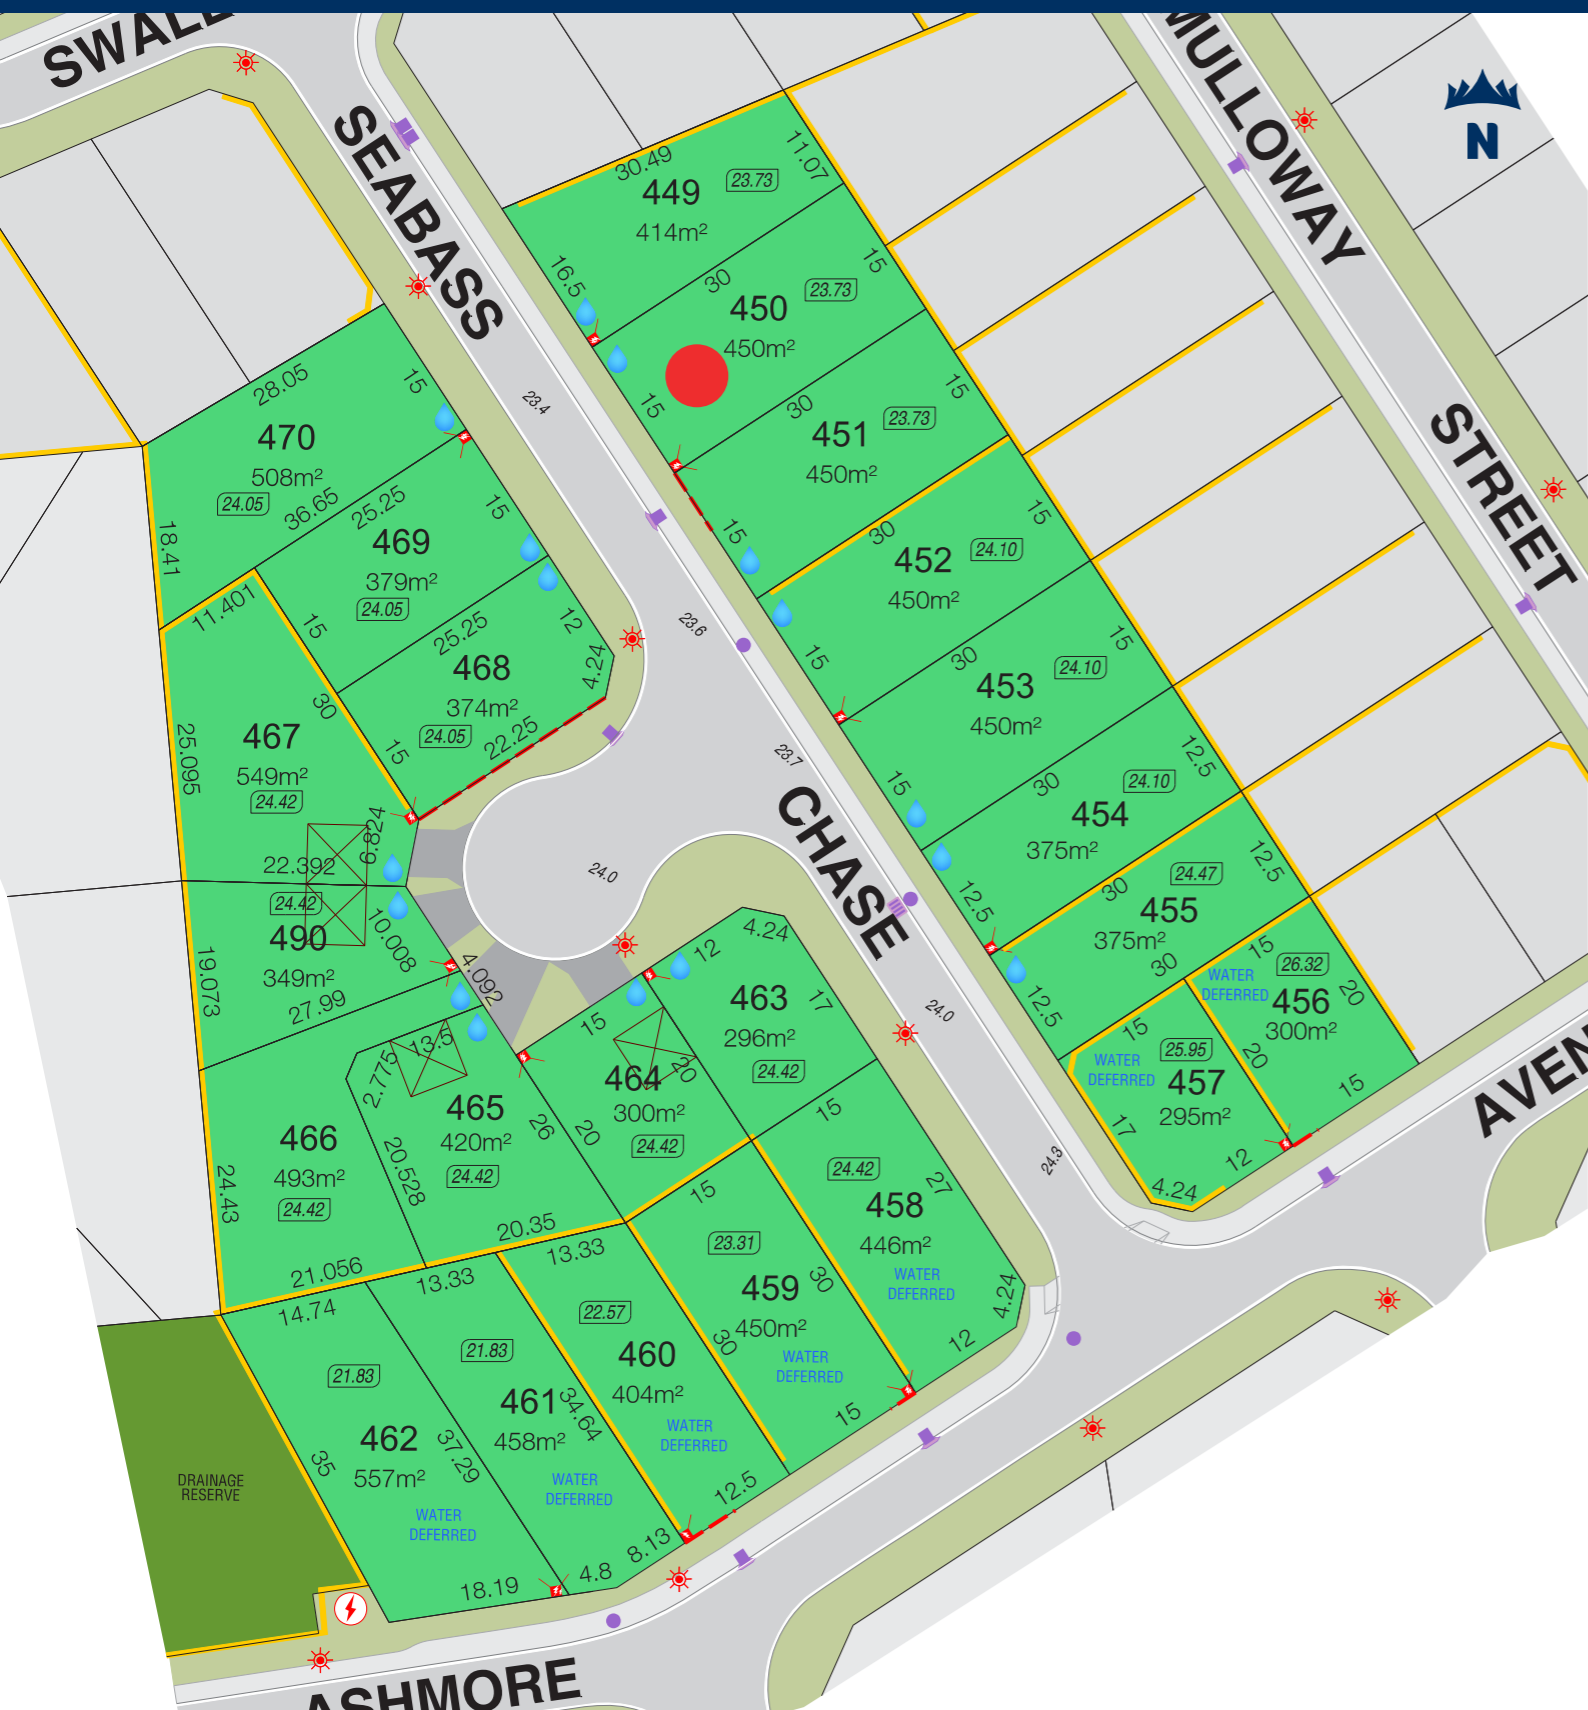 SWALL
SEABASS
CHASE
MULLOWAY
STREET
N
30.49
11.07
449
23.73
414m²
16.5
30
15
450
23.73
450m²
15
30
15
451
23.73
450m²
15
30
15
452
24.10
450m²
15
30
15
453
24.10
450m²
15
30
12.5
454
24.10
375m²
12.5
30
12.5
455
24.47
375m²
12.5
30
15
26.32
WATER
DEFERRED
456
300m²
20
20
15
15
25.95
WATER
DEFERRED
457
295m²
17
12
4.24
28.05
15
470
508m²
24.05
36.65
18.41
25.25
15
469
379m²
24.05
11.401
15
25.25
12
468
374m²
4.24
24.05
22.25
15
30
467
549m²
24.42
25.095
6.824
22.392
24.42
490
349m²
10.008
19.073
27.99
4.092
13.5
2.775
465
420m²
24.42
26
20.528
20.35
466
493m²
24.42
24.43
21.056
15
464
300m²
24.42
20
20
12
4.24
463
296m²
24.42
17
15
24.42
458
446m²
WATER
DEFERRED
27
4.24
12
15
23.31
459
450m²
WATER
DEFERRED
30
30
15
13.33
22.57
460
404m²
WATER
DEFERRED
12.5
13.33
21.83
461
458m²
34.64
WATER
DEFERRED
8.13
4.8
14.74
21.83
462
557m²
37.29
35
WATER
DEFERRED
18.19
DRAINAGE
RESERVE
23.4
23.6
23.7
24.0
24.0
24.3
ASHMORE
AVEN